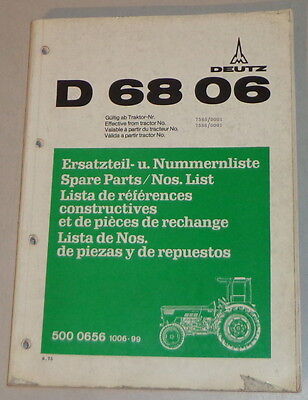 DEUTZ
D 68 06
Gültig ab Traktor-Nr.
Effective from tractor No.
Valable à partir du tracteur No.
Válida a partir tractor No.
Ersatzteil- u. Nummernliste
Spare Parts/Nos. List
Lista de références
constructives
et de pièces de rechange
Lista de Nos.
de piezas y de repuestos
500 0656 1006-99